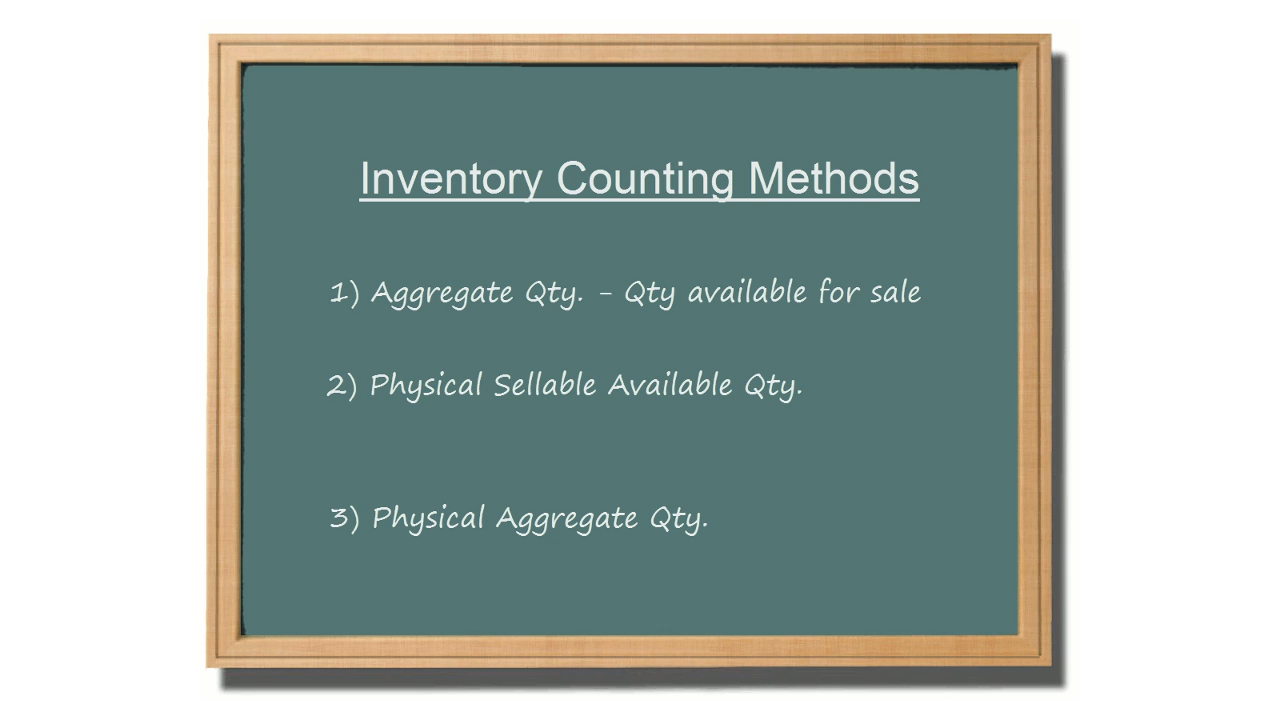 Inventory Counting Methods
1) Aggregate Qty. - Qty available for sale
2) Physical Sellable Available Qty.
3) Physical Aggregate Qty.